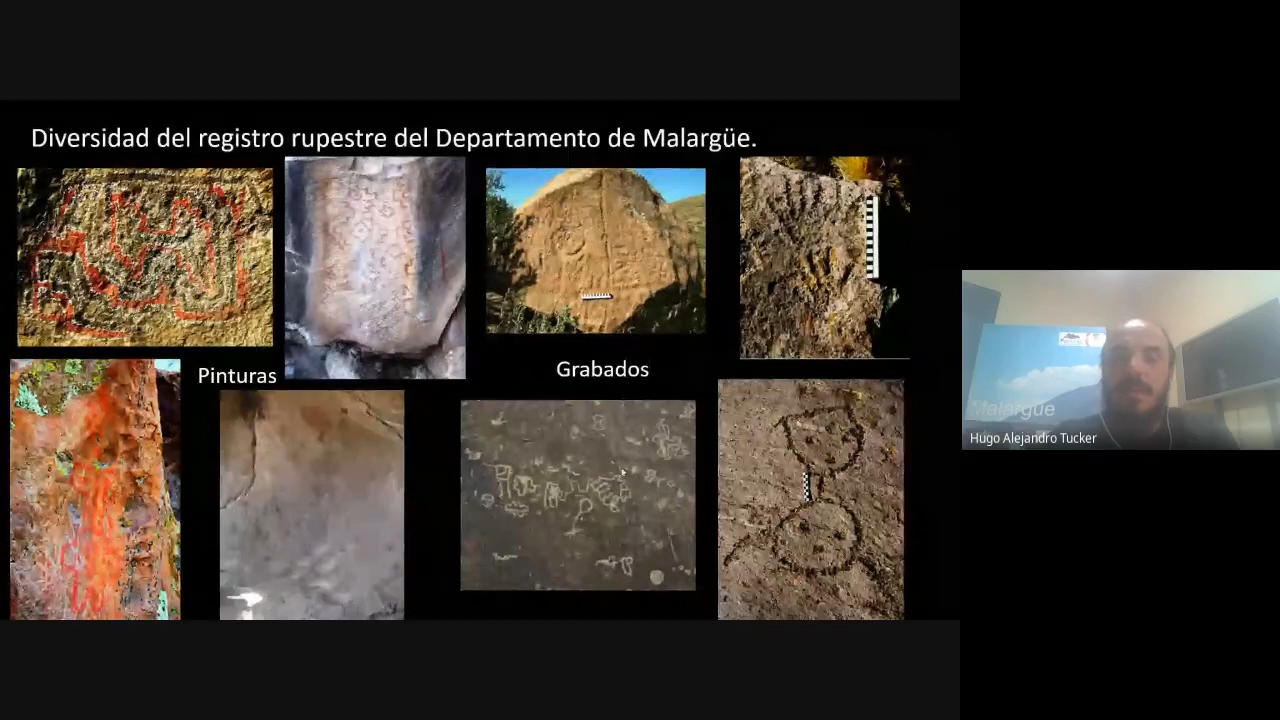 Diversidad del registro rupestre del Departamento de Malargüe.
Pinturas
Grabados
Malargüe
Hugo Alejandro Tucker